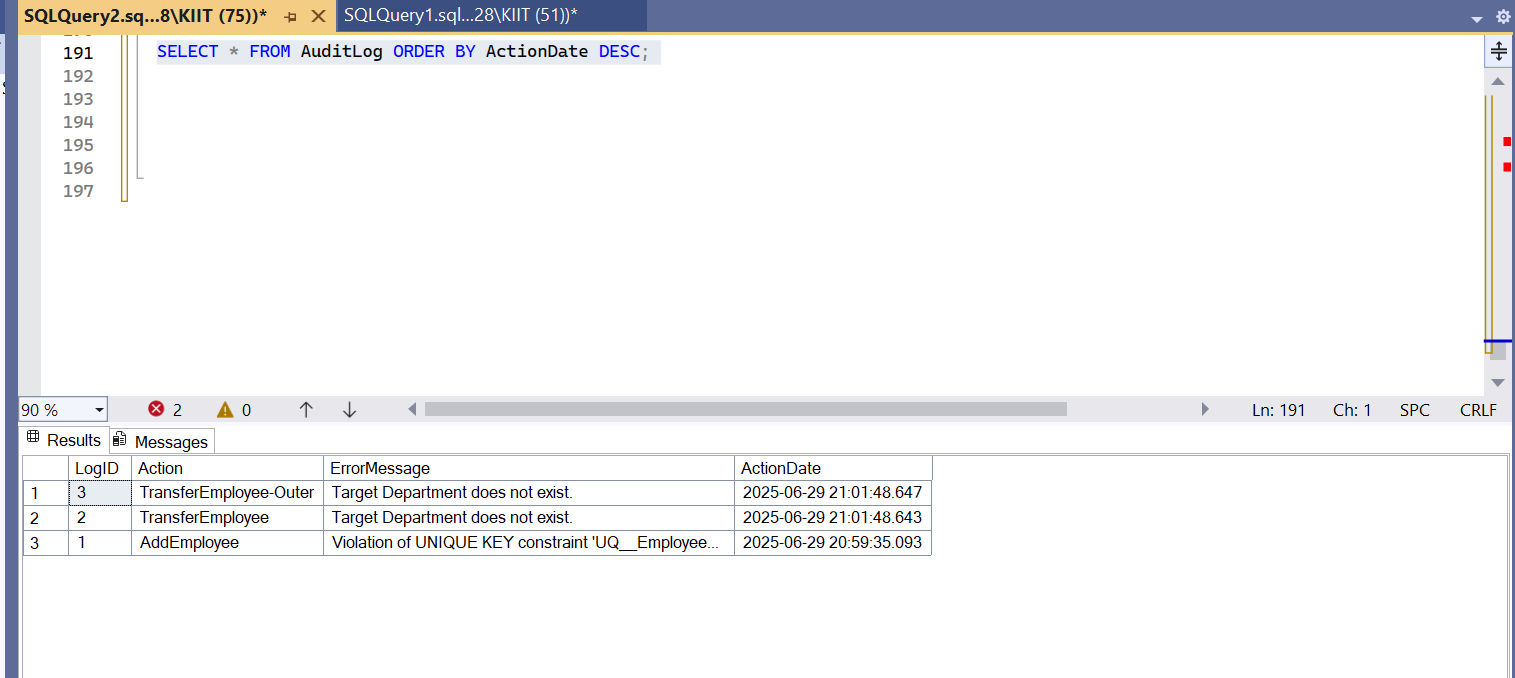 SQLQuery2.sq...8\KIIT (75))* SQLQuery1.sql...28\KIIT (51))*
191 SELECT * FROM AuditLog ORDER BY ActionDate DESC;
192
193
194
195
196
197
90 % 2 0 Ln: 191 Ch: 1 SPC CRLF
Results Messages
LogID Action ErrorMessage ActionDate
1 3 TransferEmployee-Outer Target Department does not exist. 2025-06-29 21:01:48.647
2 2 TransferEmployee Target Department does not exist. 2025-06-29 21:01:48.643
3 1 AddEmployee Violation of UNIQUE KEY constraint 'UQ__Employee... 2025-06-29 20:59:35.093